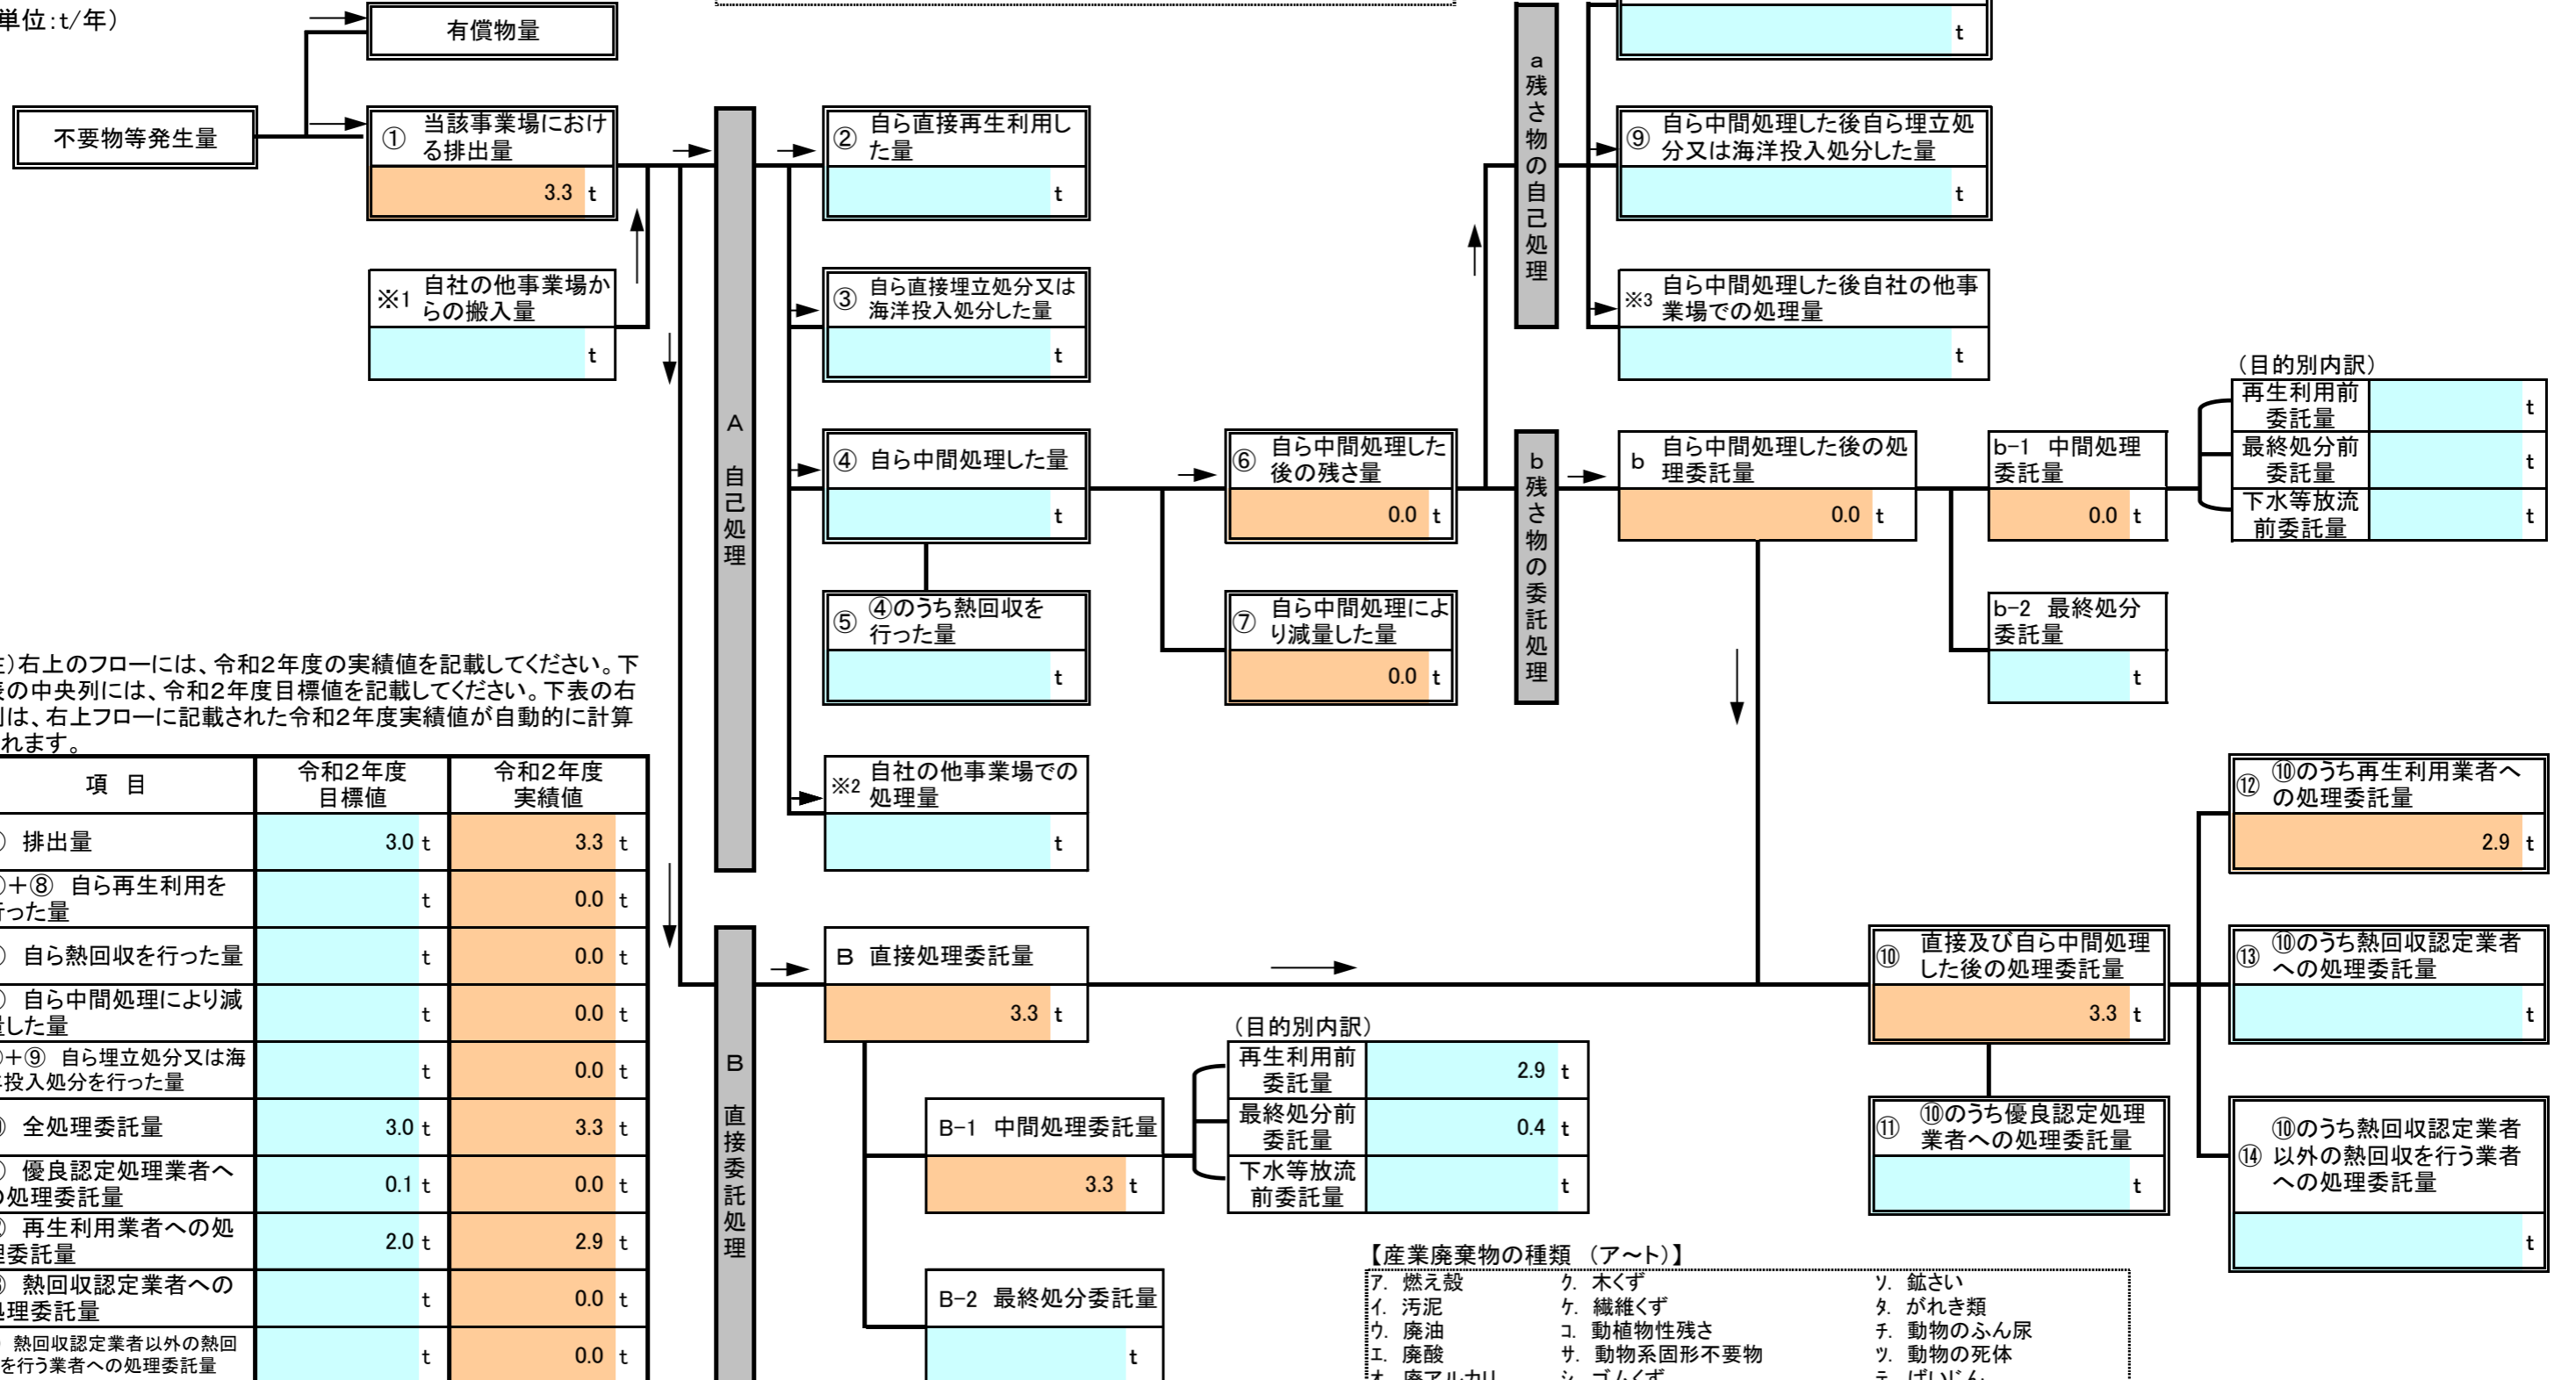 単位:t/年)
有償物量
t
不要物等発生量
① 当該事業場におけ
る排出量
3.3 t
※1 自社の他事業場か
らの搬入量
t
A 自己処理
② 自ら直接再生利用し
た量
t
③ 自ら直接埋立処分又は
海洋投入処分した量
t
④ 自ら中間処理した量
t
⑤ ④のうち熱回収を
行った量
t
※2 自社の他事業場での
処理量
t
⑥ 自ら中間処理した
後の残さ量
0.0 t
⑦ 自ら中間処理によ
り減量した量
0.0 t
a 残さ物の自己処理
⑨ 自ら中間処理した後自ら埋立処
分又は海洋投入処分した量
t
※3 自ら中間処理した後自社の他事
業場での処理量
t
b 残さ物の委託処理
b 自ら中間処理した後の処
理委託量
0.0 t
b-1 中間処理
委託量
0.0 t
b-2 最終処分
委託量
t
(目的別内訳)
再生利用前
委託量
t
最終処分前
委託量
t
下水等放流
前委託量
t
)右上のフローには、令和2年度の実績値を記載してください。下
の中央列には、令和2年度目標値を記載してください。下表の右
は、右上フローに記載された令和2年度実績値が自動的に計算
れます。
項 目 令和2年度 目標値 令和2年度 実績値
) 排出量 3.0 t 3.3 t
)+⑧ 自ら再生利用を
行った量 t 0.0 t
) 自ら熱回収を行った量 t 0.0 t
) 自ら中間処理により減
した量 t 0.0 t
)+⑨ 自ら埋立処分又は海
投入処分を行った量 t 0.0 t
) 全処理委託量 3.0 t 3.3 t
) 優良認定処理業者へ
の処理委託量 0.1 t 0.0 t
) 再生利用業者への処
理委託量 2.0 t 2.9 t
) 熱回収認定業者への
処理委託量 t 0.0 t
熱回収認定業者以外の熱回
を行う業者への処理委託量 t 0.0 t
B 直接委託処理
B 直接処理委託量
3.3 t
B-1 中間処理委託量
3.3 t
B-2 最終処分委託量
t
(目的別内訳)
再生利用前
委託量
2.9 t
最終処分前
委託量
0.4 t
下水等放流
前委託量
t
⑩ 直接及び自ら中間処理
した後の処理委託量
3.3 t
⑪ ⑩のうち優良認定処理
業者への処理委託量
t
⑫ ⑩のうち再生利用業者へ
の処理委託量
2.9 t
⑬ ⑩のうち熱回収認定業者
への処理委託量
t
⑭ ⑩のうち熱回収認定業者
以外の熱回収を行う業者
への処理委託量
t
【産業廃棄物の種類 (ア~ト)】
ア. 燃え殻 ク. 木くず ソ. 鉱さい
イ. 汚泥 ケ. 繊維くず タ. がれき類
ウ. 廃油 コ. 動植物性残さ チ. 動物のふん尿
エ. 廃酸 サ. 動物系固形不要物 ツ. 動物の死体
オ. 廃アルカリ シ. ゴムくず テ. ばいじん